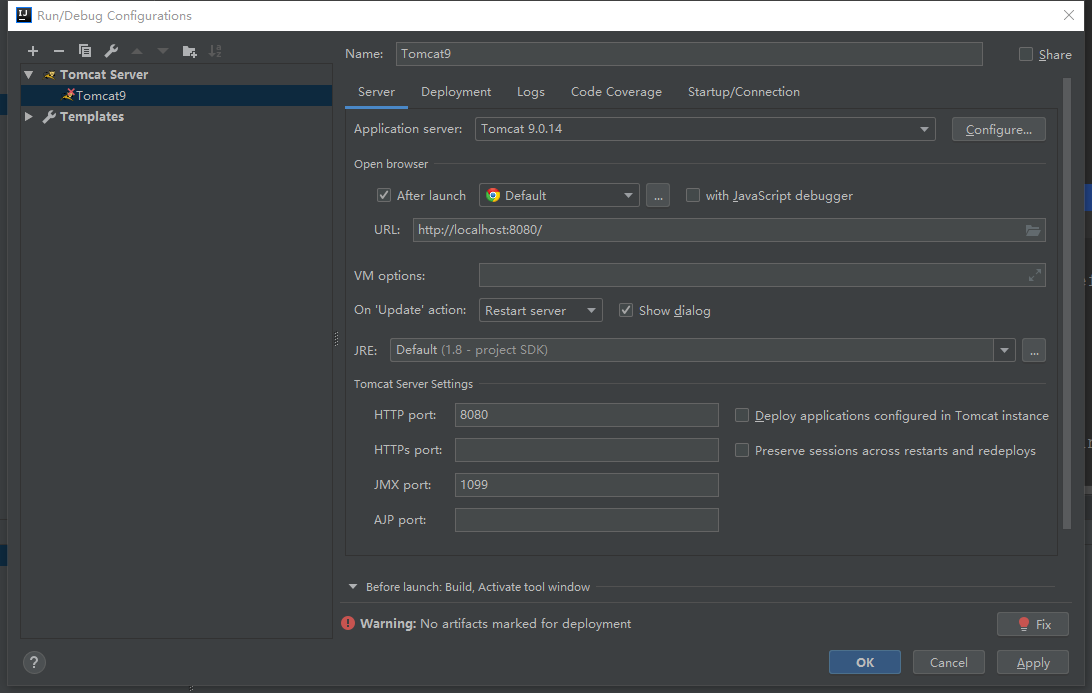 Run/Debug Configurations
Name: Tomcat9 Share
Tomcat Server
Tomcat9
Templates
Server Deployment Logs Code Coverage Startup/Connection
Application server: Tomcat 9.0.14 Configure...
Open browser
After launch Default ... with JavaScript debugger
URL: http://localhost:8080/
VM options:
On 'Update' action: Restart server Show dialog
JRE: Default (1.8 - project SDK) ...
Tomcat Server Settings
HTTP port: 8080 Deploy applications configured in Tomcat instance
HTTPs port: Preserve sessions across restarts and redeploys
JMX port: 1099
AJP port:
Before launch: Build, Activate tool window
Warning: No artifacts marked for deployment Fix
? OK Cancel Apply